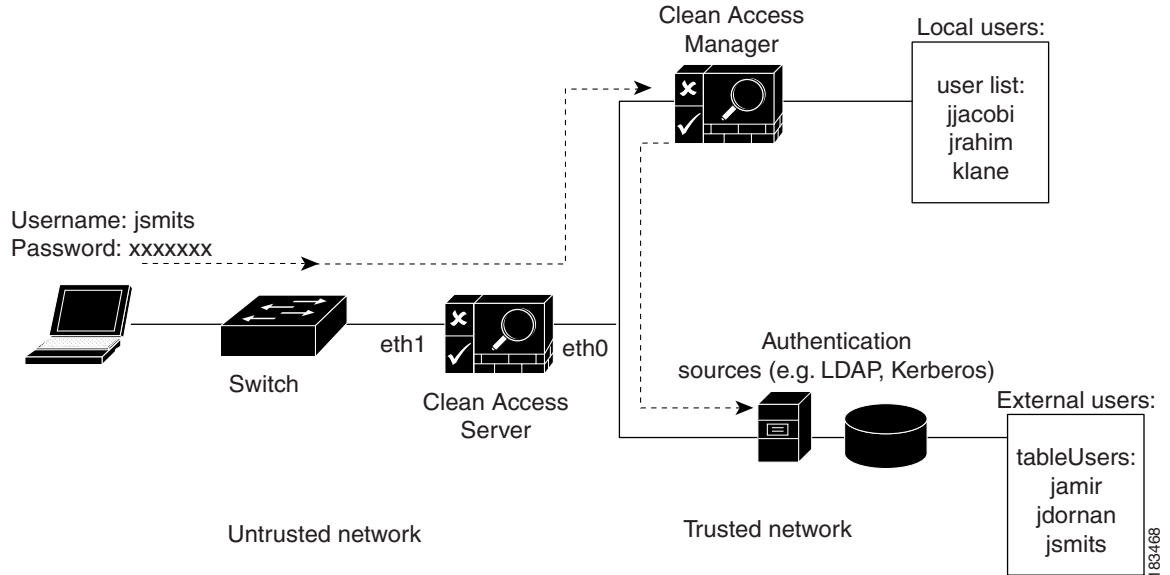 Clean Access
Manager
Local users:
user list:
jjacobi
jrahim
klane
Username: jsmits
Password: xxxxxxx
eth1
eth0
Switch
Clean Access
Server
Authentication
sources (e.g. LDAP, Kerberos)
External users:
tableUsers:
jamir
jdornan
jsmits
Untrusted network
Trusted network
183468